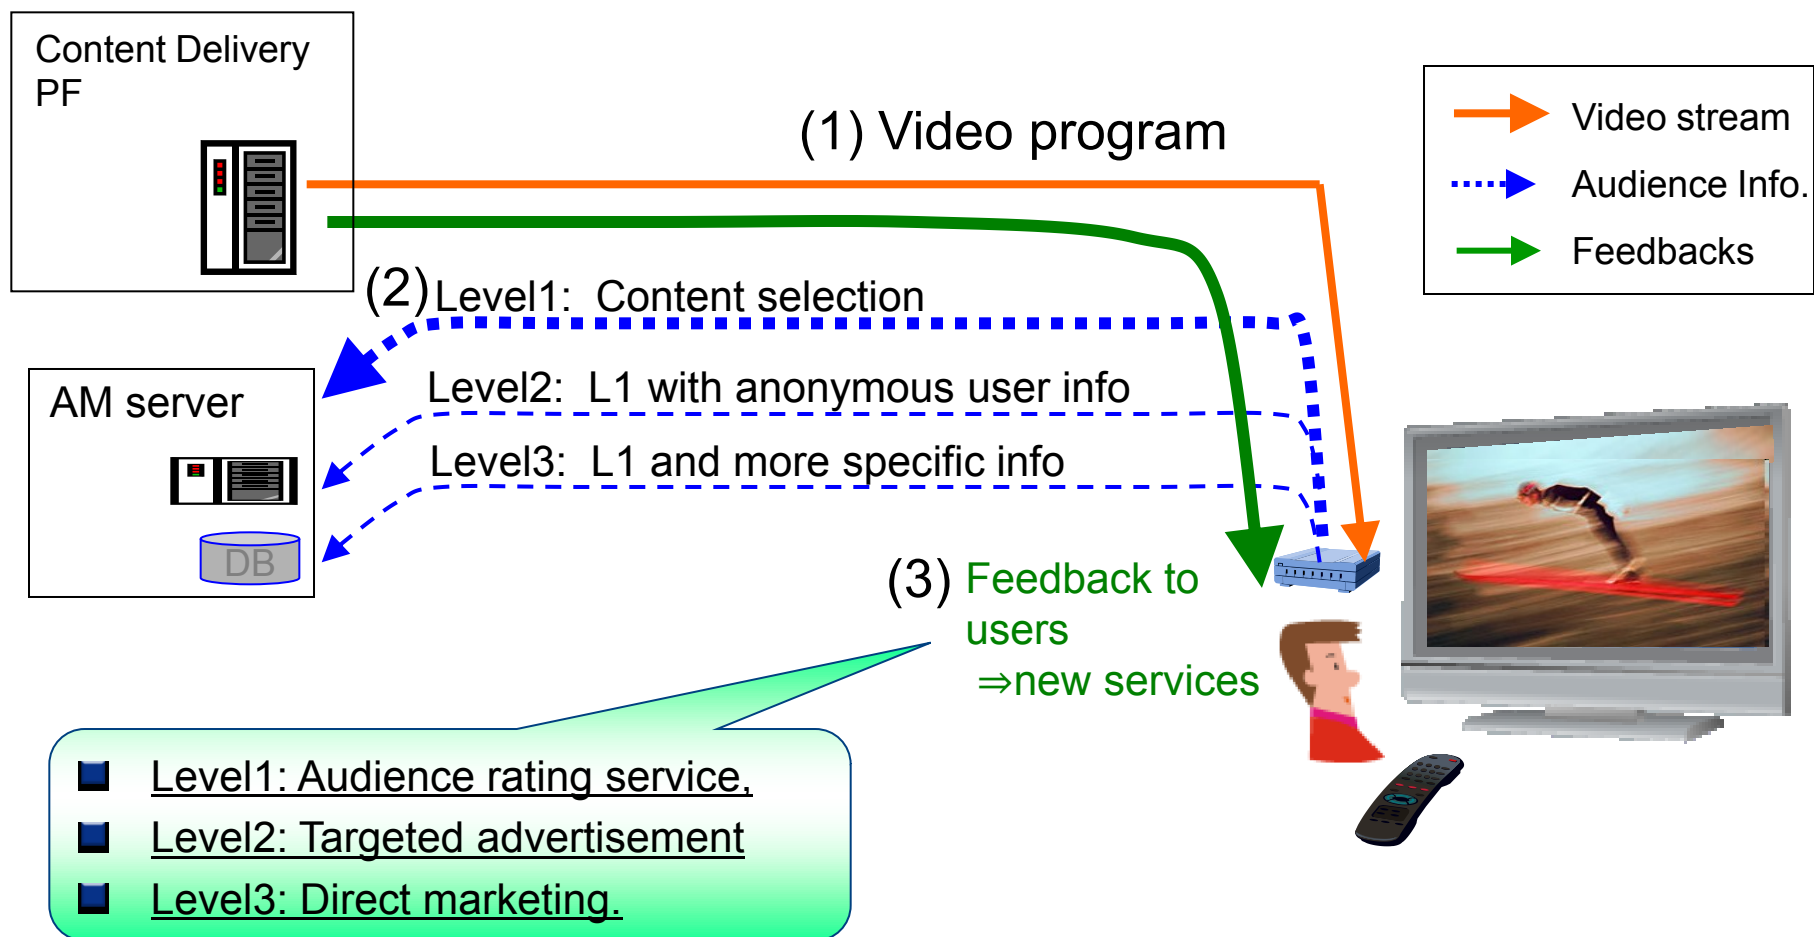 Content Delivery
PF
(1) Video program
Video stream
Audience Info.
Feedbacks
(2) Level1:  Content selection
AM server
Level2:  L1 with anonymous user info
Level3:  L1 and more specific info
DB
(3) Feedback to
users
⇒new services
Level1: Audience rating service,
Level2: Targeted advertisement
Level3: Direct marketing.